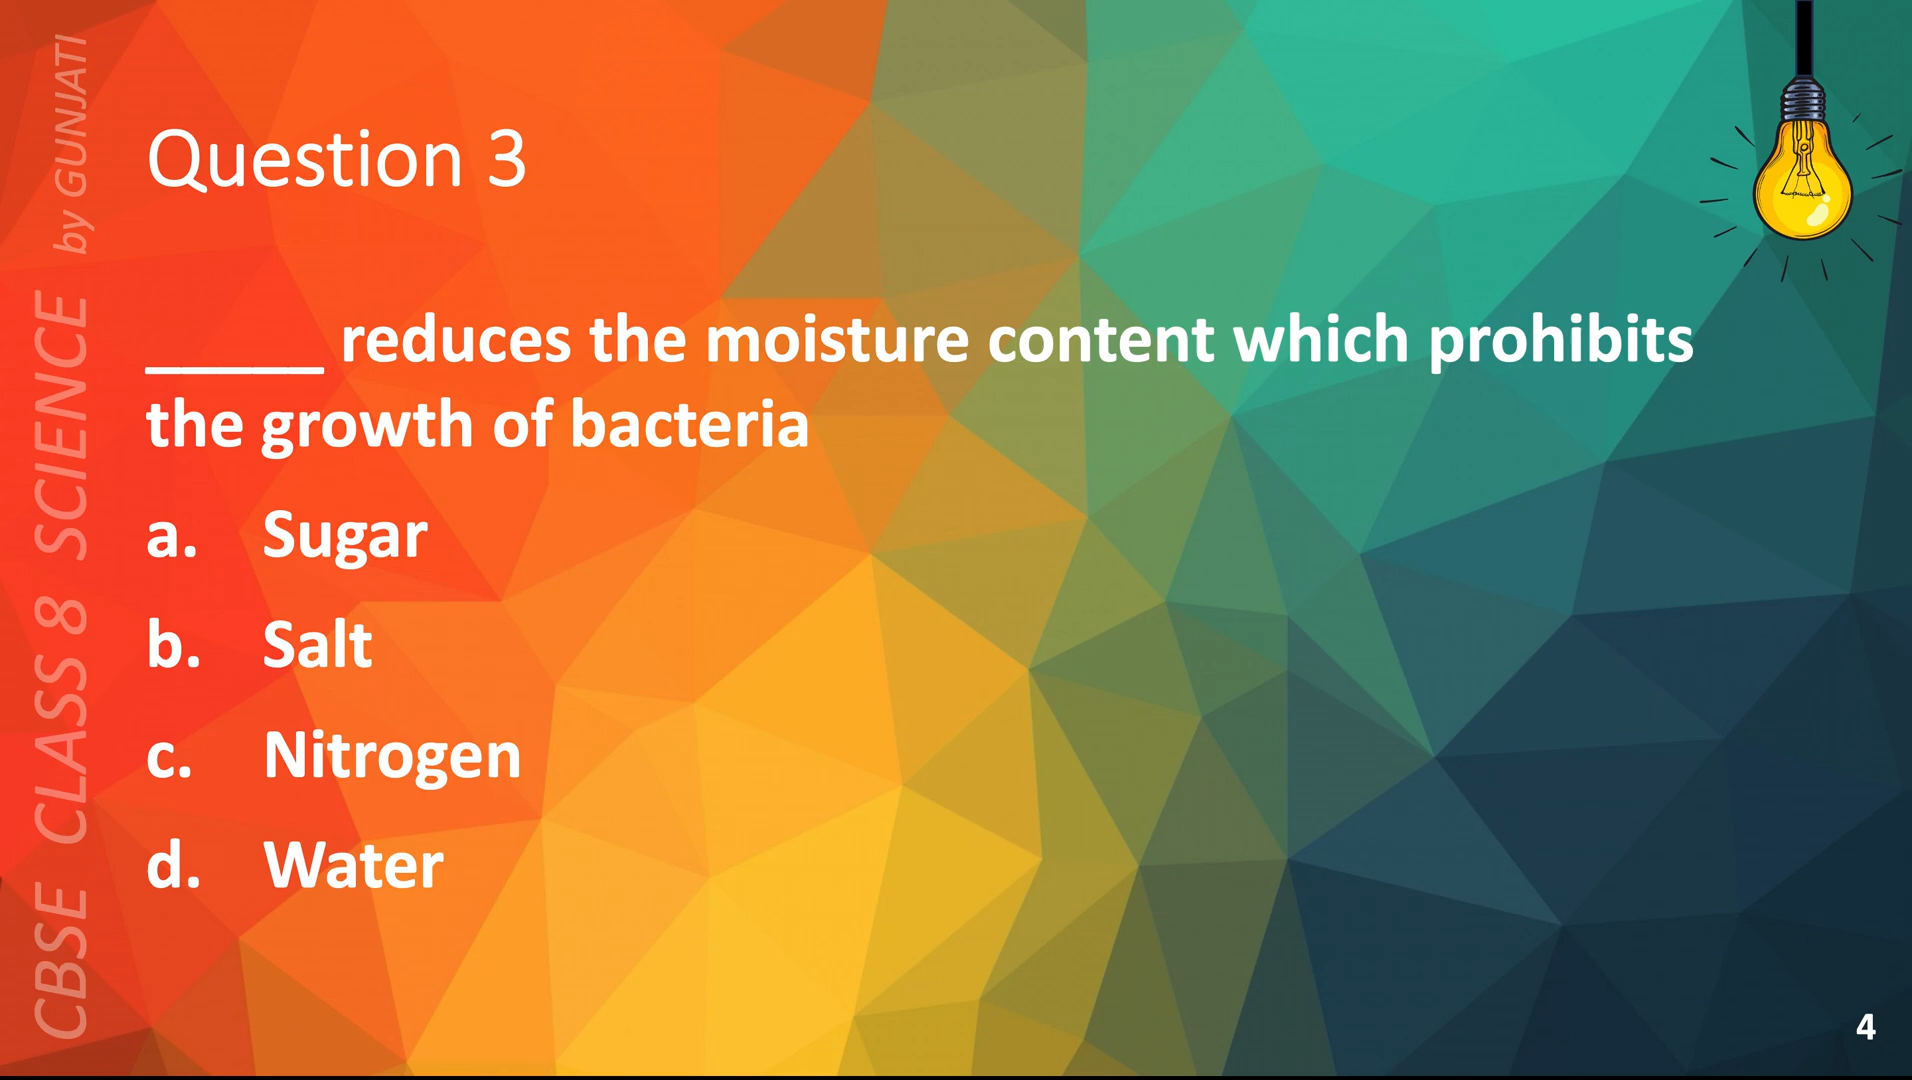 CBSE CLASS 8 SCIENCE by GUNJATI
Question 3
_____ reduces the moisture content which prohibits
the growth of bacteria
a. Sugar
b. Salt
c. Nitrogen
d. Water
4